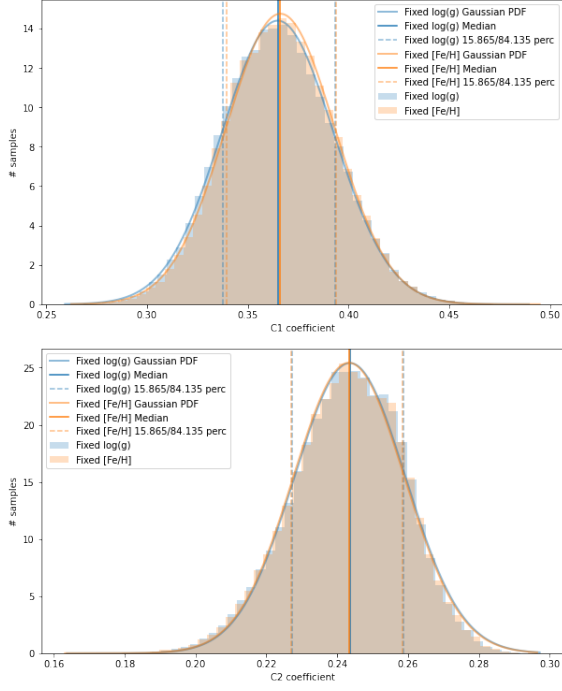 14
12
10
8
6
4
2
0
# samples
0.25
0.30
0.35
0.40
0.45
0.50
C1 coefficient
Fixed log(g) Gaussian PDF
Fixed log(g) Median
Fixed log(g) 15.865/84.135 perc
Fixed [Fe/H] Gaussian PDF
Fixed [Fe/H] Median
Fixed [Fe/H] 15.865/84.135 perc
Fixed log(g)
Fixed [Fe/H]
25
20
15
10
5
0
# samples
0.16
0.18
0.20
0.22
0.24
0.26
0.28
0.30
C2 coefficient
Fixed log(g) Gaussian PDF
Fixed log(g) Median
Fixed log(g) 15.865/84.135 perc
Fixed [Fe/H] Gaussian PDF
Fixed [Fe/H] Median
Fixed [Fe/H] 15.865/84.135 perc
Fixed log(g)
Fixed [Fe/H]